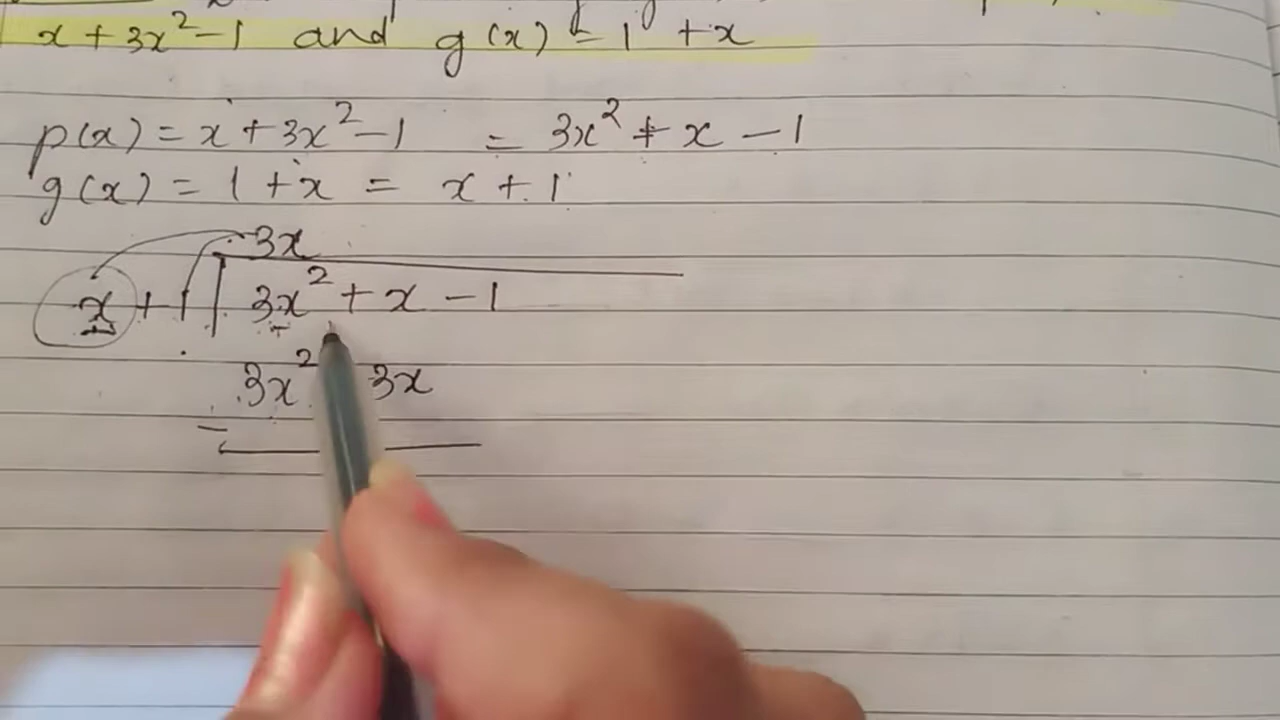 x + 3x² - 1 and g(x) = 1 + x
p(x) = x + 3x² - 1 = 3x² + x - 1
g(x) = 1 + x = x + 1
3x
x + 1 3x² + x - 1
3x² 3x